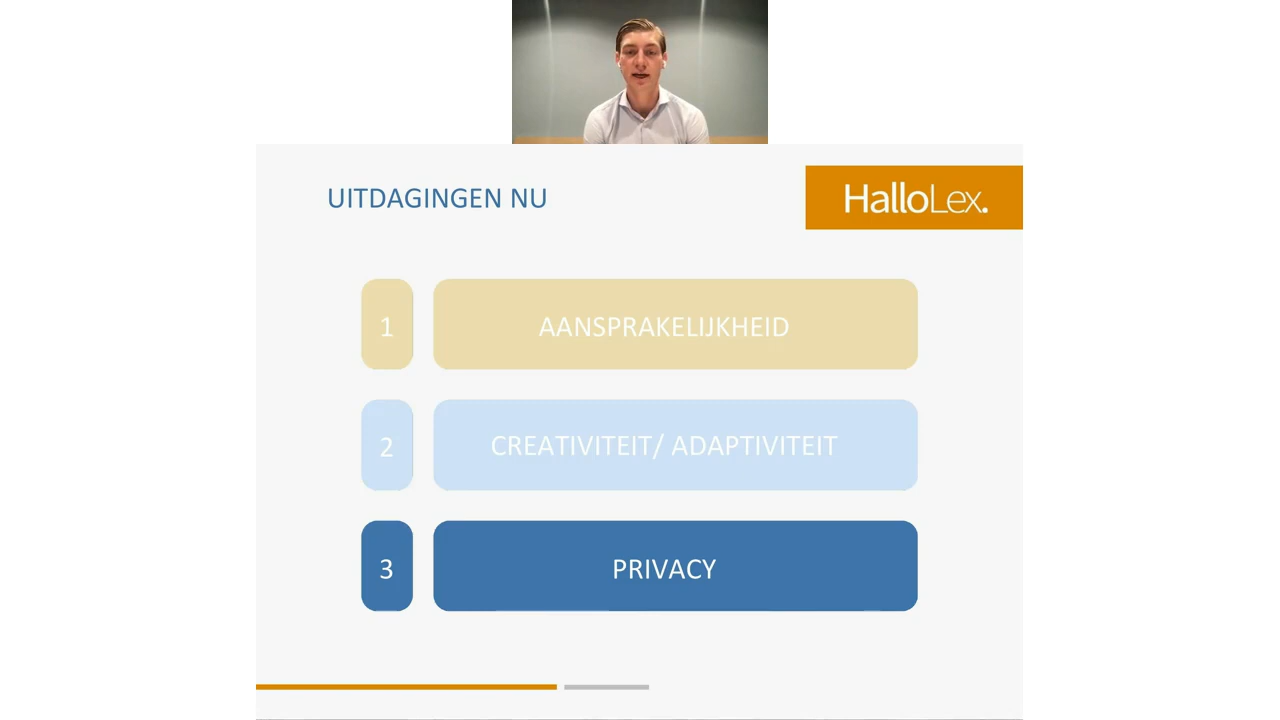 UITDAGINGEN NU
HalloLex.
1
AANSPRAKELIJKHEID
2
CREATIVITEIT/ ADAPTIVITEIT
3
PRIVACY